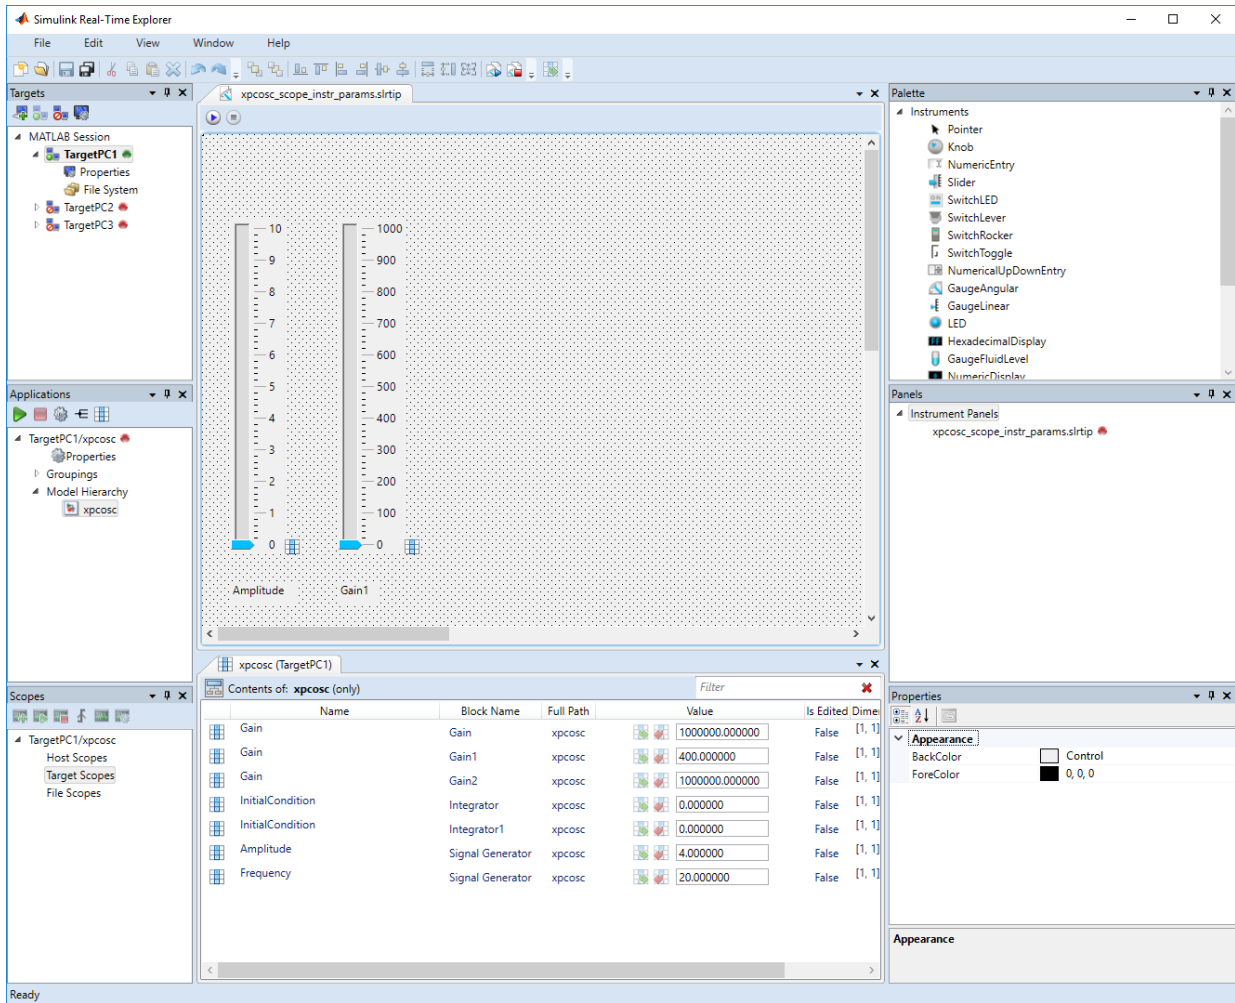 Simulink Real-Time Explorer
File Edit View Window Help
Targets
MATLAB Session
TargetPC1
Properties
File System
TargetPC2
TargetPC3
Applications
TargetPC1/xpcosc
Properties
Groupings
Model Hierarchy
xpcosc
Scopes
TargetPC1/xpcosc
Host Scopes
Target Scopes
File Scopes
xpcosc_scope_instr_params.slrtip
10 1000
9 900
8 800
7 700
6 600
5 500
4 400
3 300
2 200
1 100
0 0
Amplitude Gain1
xpcosc (TargetPC1)
Contents of: xpcosc (only) Filter
Name Block Name Full Path Value Is Edited Dime
Gain Gain xpcosc 1000000.000000 False [1, 1]
Gain Gain1 xpcosc 400.000000 False [1, 1]
Gain Gain2 xpcosc 1000000.000000 False [1, 1]
InitialCondition Integrator xpcosc 0.000000 False [1, 1]
InitialCondition Integrator1 xpcosc 0.000000 False [1, 1]
Amplitude Signal Generator xpcosc 4.000000 False [1, 1]
Frequency Signal Generator xpcosc 20.000000 False [1, 1]
Palette
Instruments
Pointer
Knob
NumericEntry
Slider
SwitchLED
SwitchLever
SwitchRocker
SwitchToggle
NumericalUpDownEntry
GaugeAngular
GaugeLinear
LED
HexadecimalDisplay
GaugeFluidLevel
NumericDisplay
Panels
Instrument Panels
xpcosc_scope_instr_params.slrtip
Properties
Appearance
BackColor Control
ForeColor 0, 0, 0
Appearance
Ready